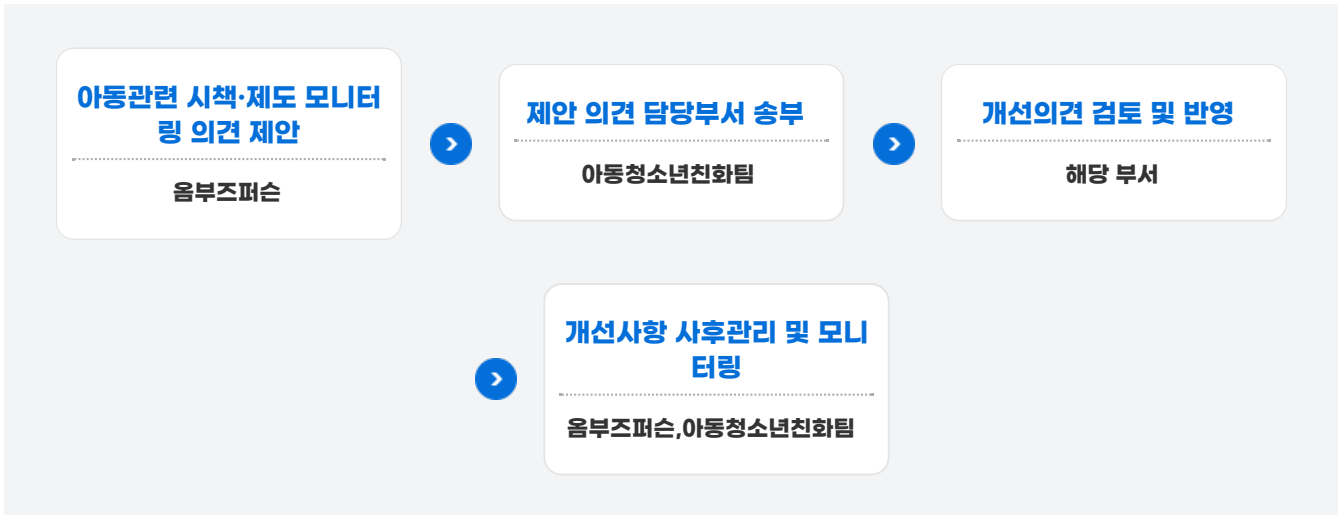 아동관련 시책·제도 모니터
링 의견 제안
옴부즈퍼슨
제안 의견 담당부서 송부
아동청소년친화팀
개선의견 검토 및 반영
해당 부서
개선사항 사후관리 및 모니
터링
옴부즈퍼슨,아동청소년친화팀